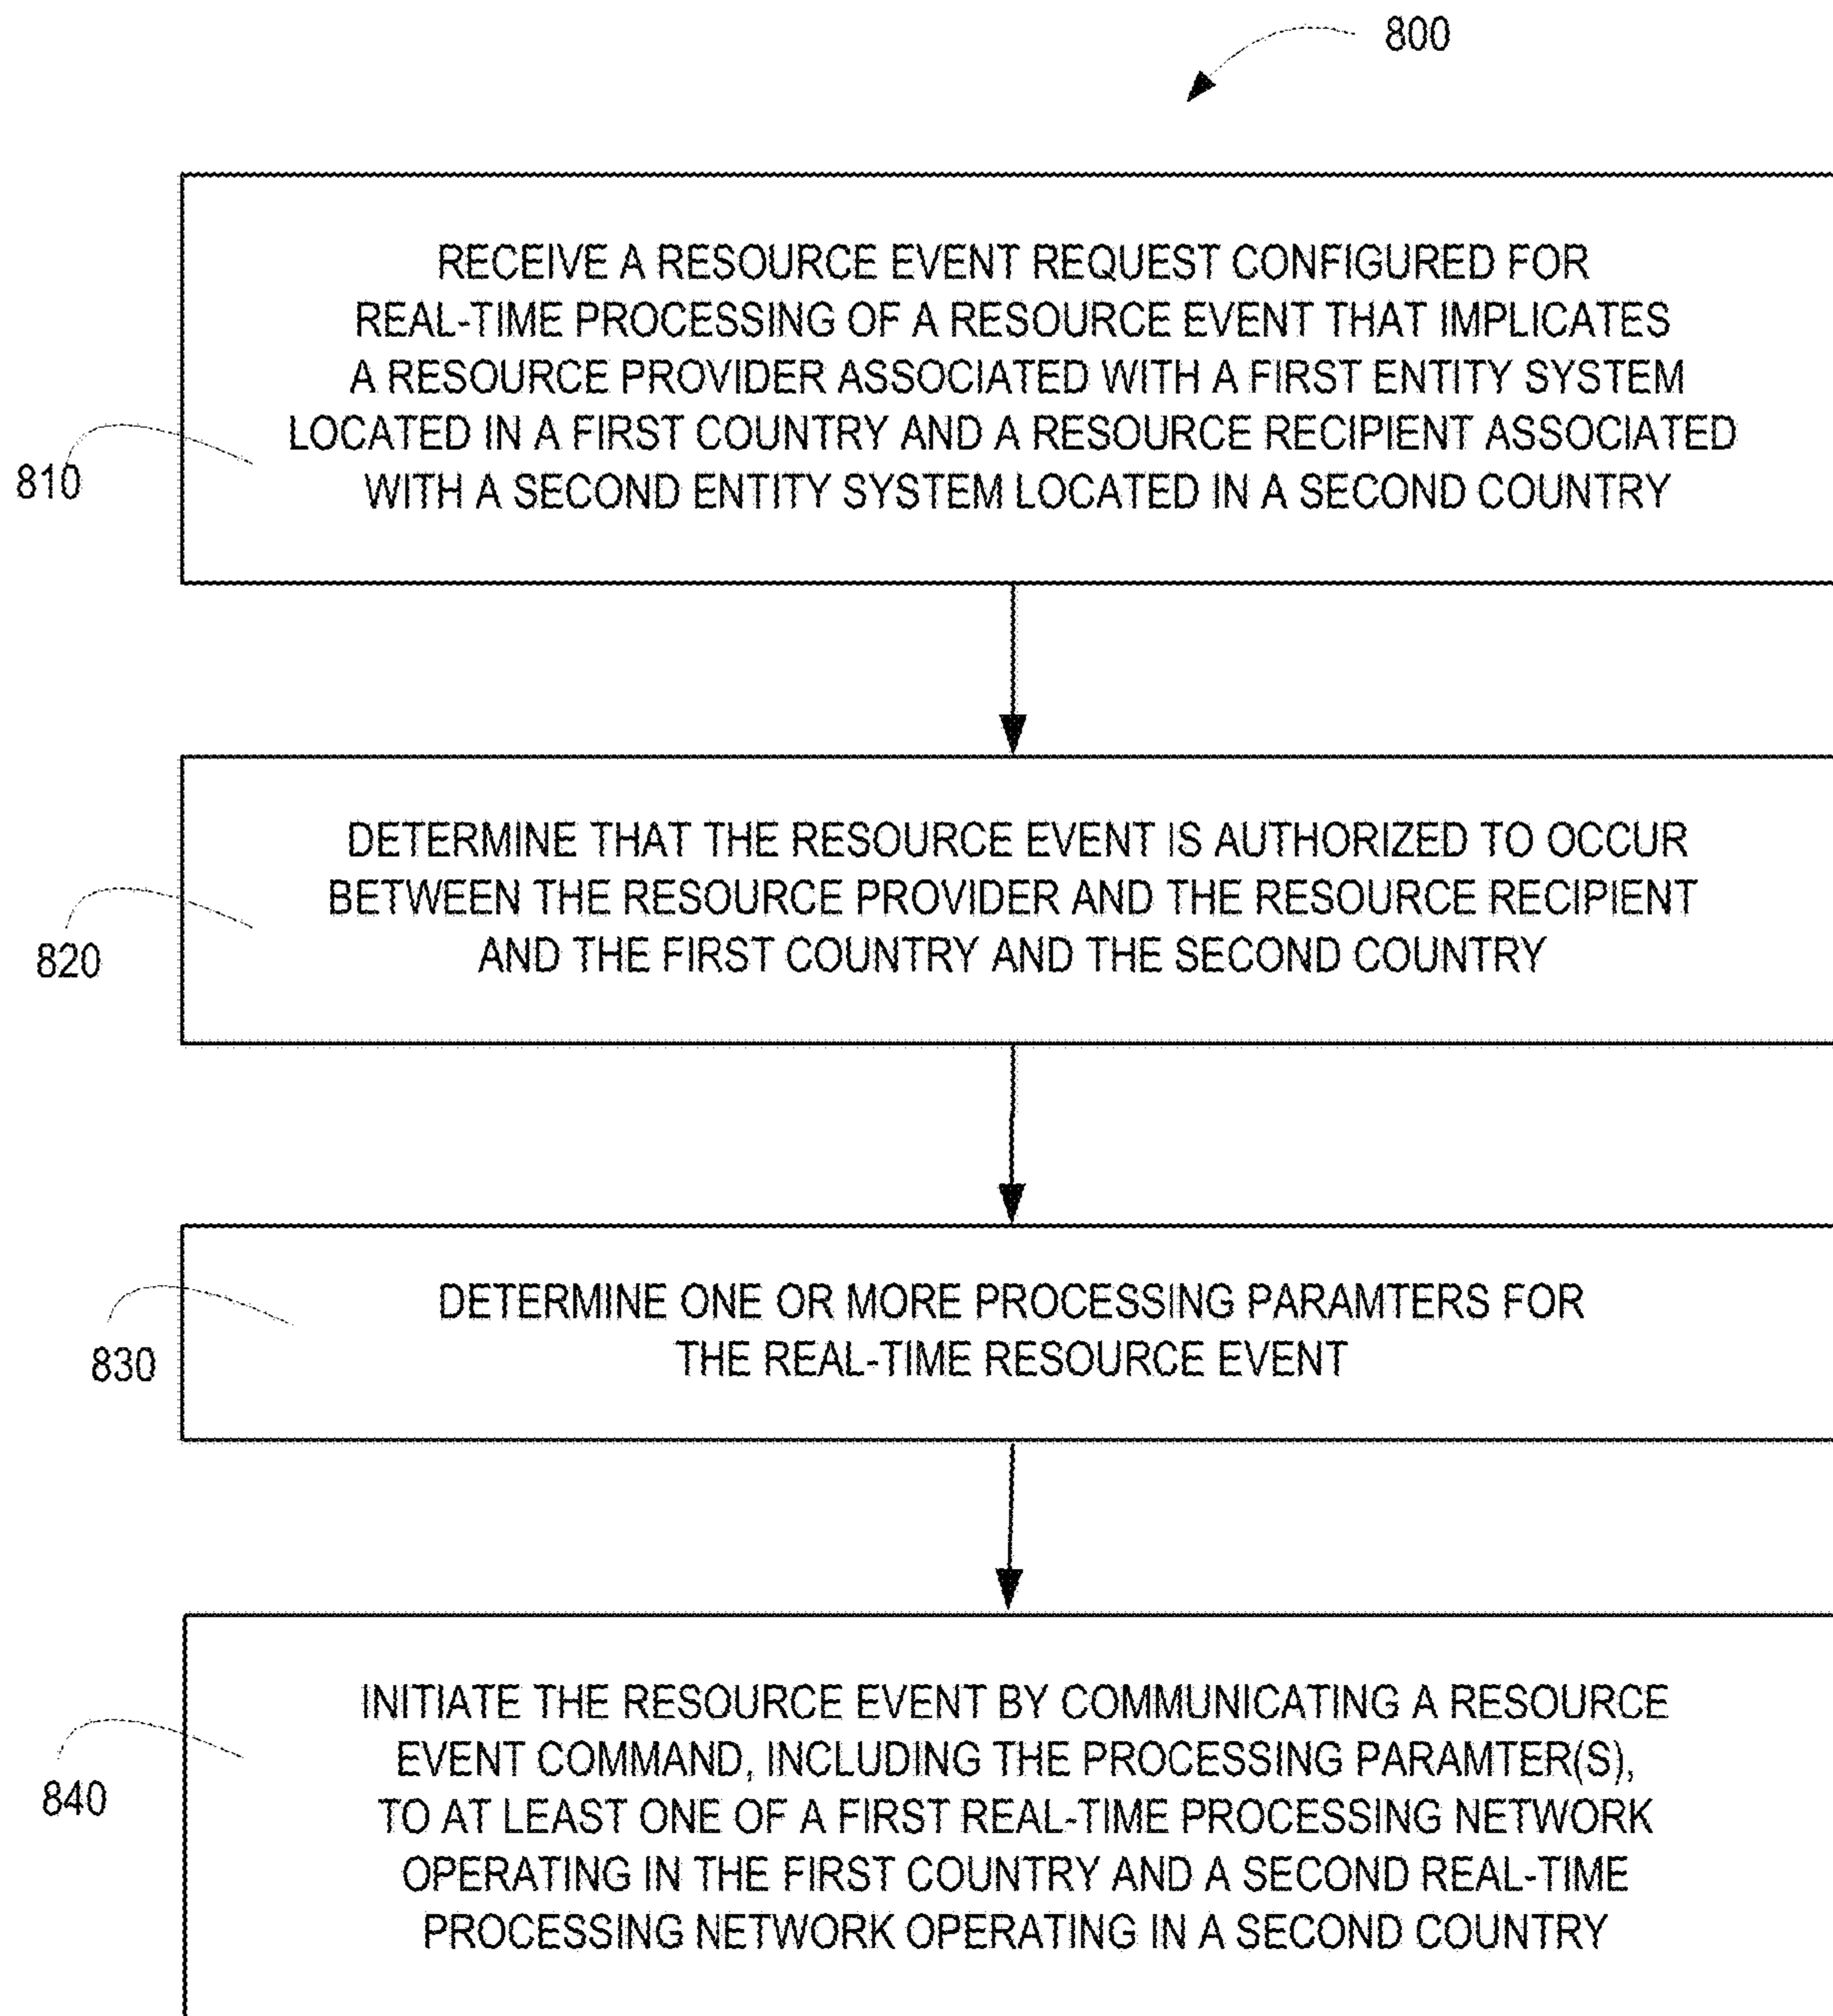 800
RECEIVE A RESOURCE EVENT REQUEST CONFIGURED FOR
REAL-TIME PROCESSING OF A RESOURCE EVENT THAT IMPLICATES
A RESOURCE PROVIDER ASSOCIATED WITH A FIRST ENTITY SYSTEM
LOCATED IN A FIRST COUNTRY AND A RESOURCE RECIPIENT ASSOCIATED
WITH A SECOND ENTITY SYSTEM LOCATED IN A SECOND COUNTRY
810
DETERMINE THAT THE RESOURCE EVENT IS AUTHORIZED TO OCCUR
BETWEEN THE RESOURCE PROVIDER AND THE RESOURCE RECIPIENT
AND THE FIRST COUNTRY AND THE SECOND COUNTRY
820
DETERMINE ONE OR MORE PROCESSING PARAMTERS FOR
THE REAL-TIME RESOURCE EVENT
830
INITIATE THE RESOURCE EVENT BY COMMUNICATING A RESOURCE
EVENT COMMAND, INCLUDING THE PROCESSING PARAMTER(S),
TO AT LEAST ONE OF A FIRST REAL-TIME PROCESSING NETWORK
OPERATING IN THE FIRST COUNTRY AND A SECOND REAL-TIME
PROCESSING NETWORK OPERATING IN A SECOND COUNTRY
840